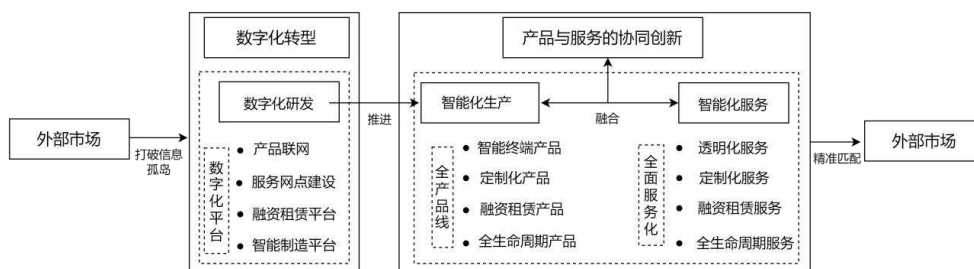 数字化转型
产品与服务的协同创新
外部市场
打破信息
孤岛
数字化研发
推进
智能化生产
融合
智能化服务
精准匹配
外部市场
数字化平台
产品联网
服务网点建设
融资租赁平台
智能制造平台
全产品线
智能终端产品
定制化产品
融资租赁产品
全生命周期产品
全面服务化
透明化服务
定制化服务
融资租赁服务
全生命周期服务